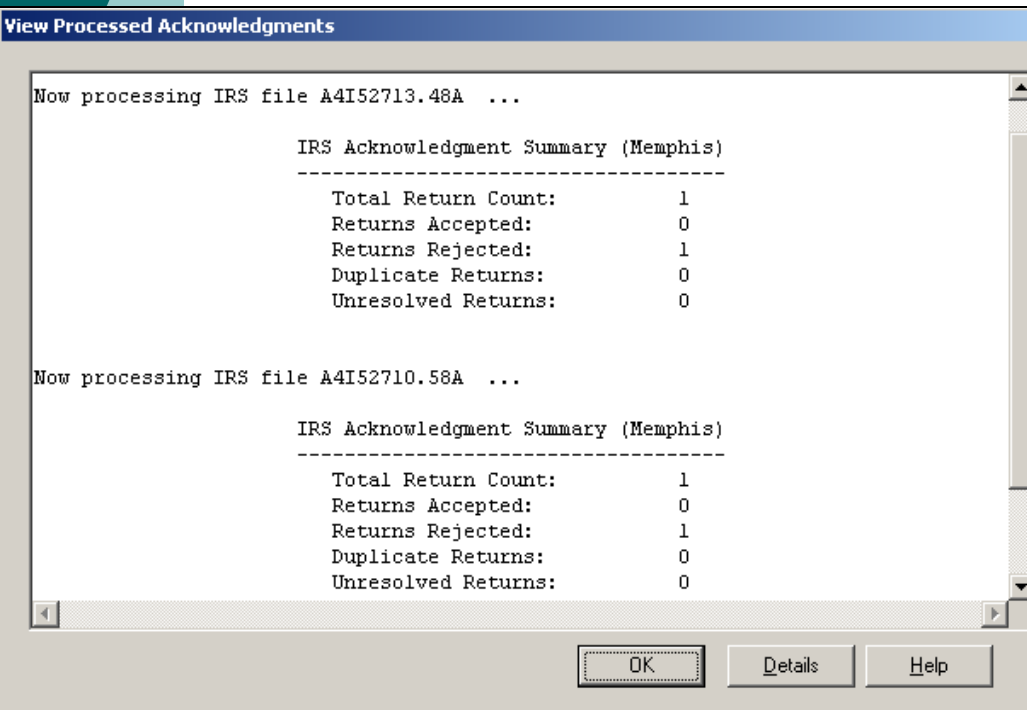 View Processed Acknowledgments
Now processing IRS file A4I52713.48A ...
IRS Acknowledgment Summary (Memphis)
------------------------------------
Total Return Count: 1
Returns Accepted: 0
Returns Rejected: 1
Duplicate Returns: 0
Unresolved Returns: 0
Now processing IRS file A4I52710.58A ...
IRS Acknowledgment Summary (Memphis)
------------------------------------
Total Return Count: 1
Returns Accepted: 0
Returns Rejected: 1
Duplicate Returns: 0
Unresolved Returns: 0
OK Details Help